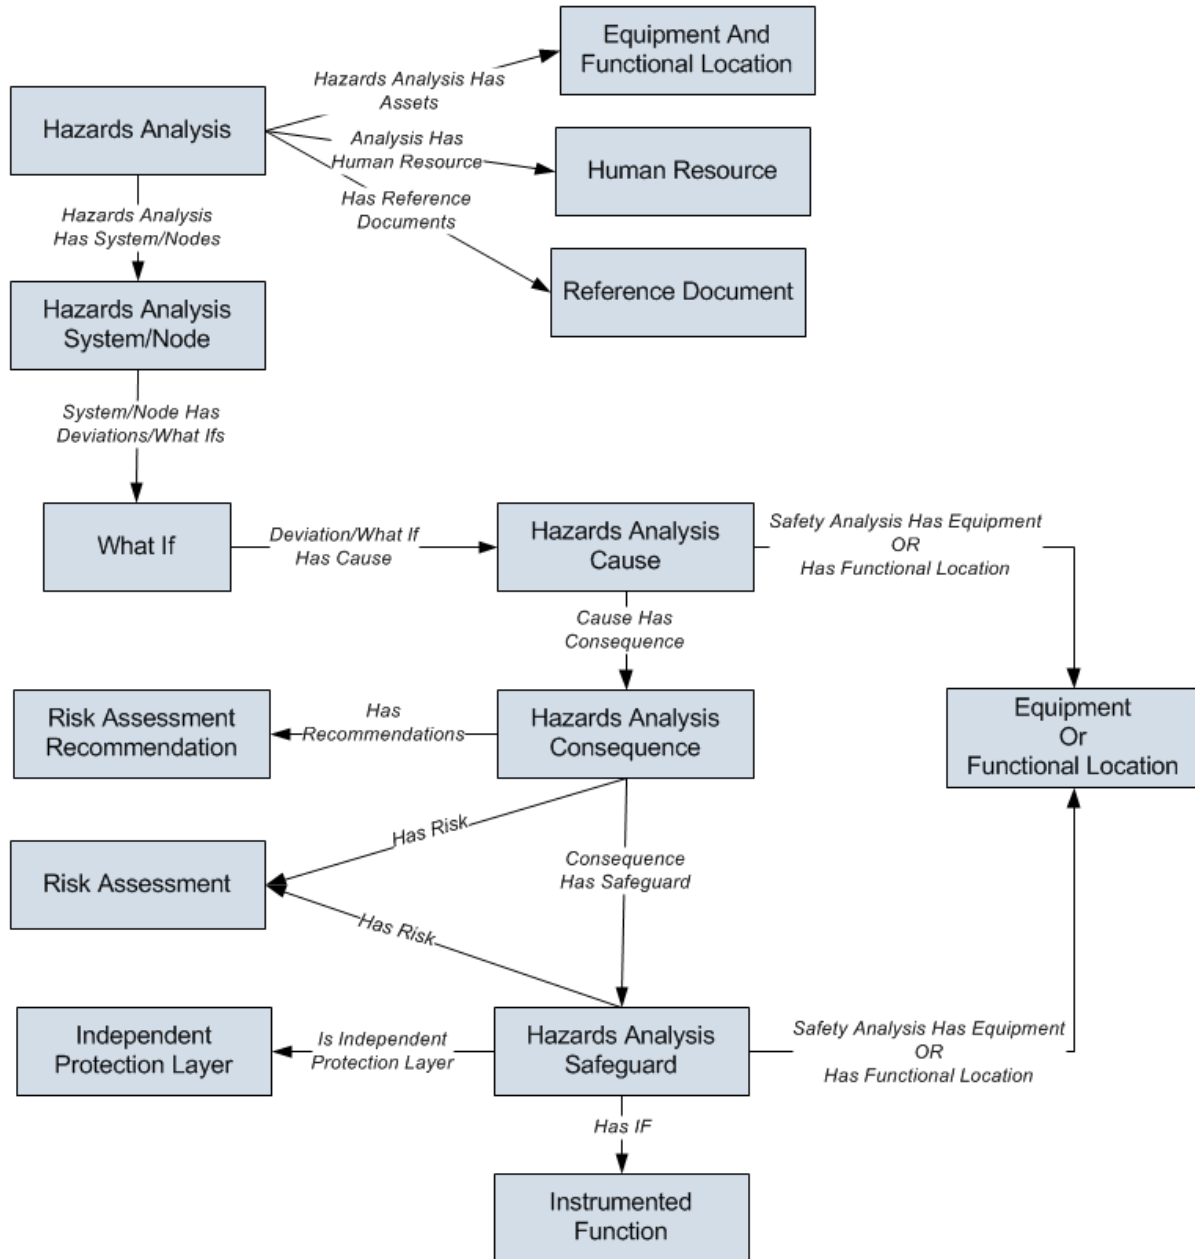 Equipment And
Functional Location
Hazards Analysis Has
Assets
Hazards Analysis
Analysis Has
Human Resource
Human Resource
Has Reference
Documents
Hazards Analysis
Has System/Nodes
Reference Document
Hazards Analysis
System/Node
System/Node Has
Deviations/What Ifs
What If
Deviation/What If
Has Cause
Hazards Analysis
Cause
Safety Analysis Has Equipment
OR
Has Functional Location
Cause Has
Consequence
Risk Assessment
Recommendation
Has
Recommendations
Hazards Analysis
Consequence
Equipment
Or
Functional Location
Has Risk
Risk Assessment
Consequence
Has Safeguard
Has Risk
Independent
Protection Layer
Is Independent
Protection Layer
Hazards Analysis
Safeguard
Safety Analysis Has Equipment
OR
Has Functional Location
Has IF
Instrumented
Function